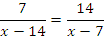 7/(x − 14) = 14/(x − 7)